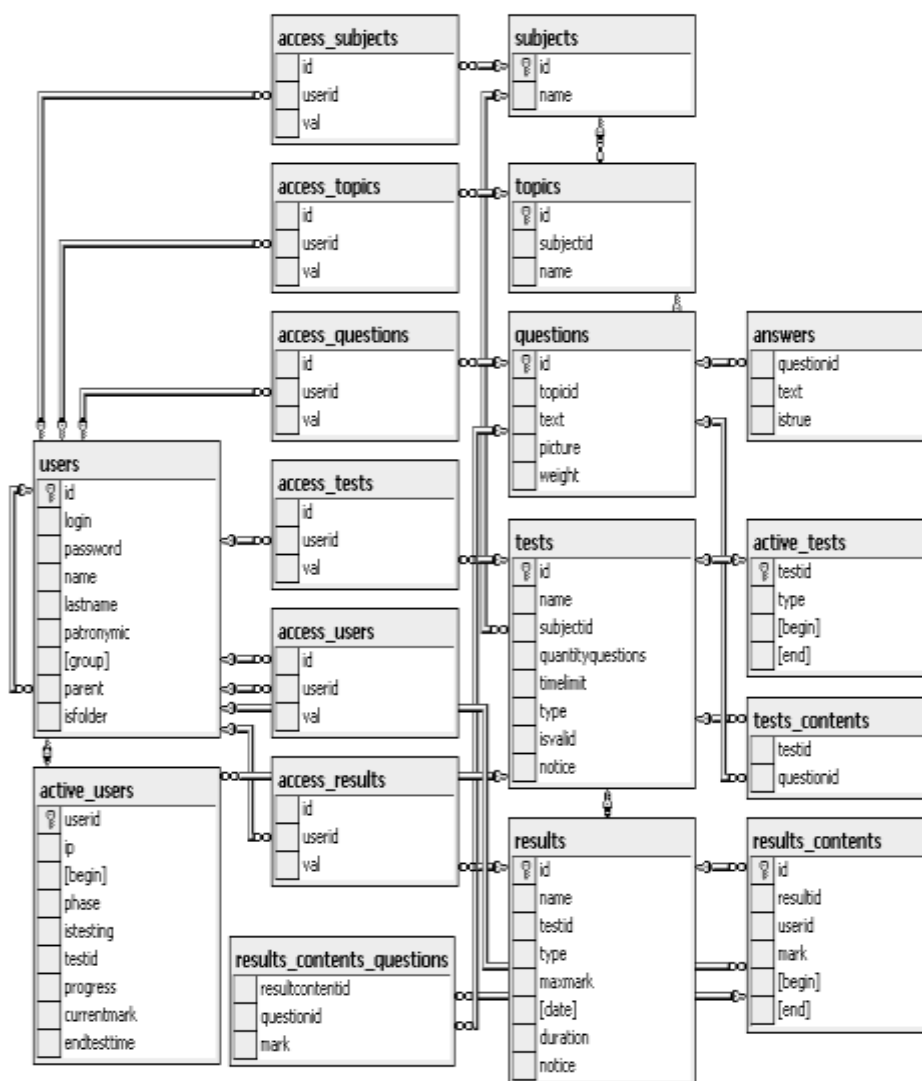 access_subjects
id
userid
val
subjects
id
name
access_topics
id
userid
val
topics
id
subjectid
name
access_questions
id
userid
val
questions
id
topicid
text
picture
weight
answers
questionid
text
istrue
users
id
login
password
name
lastname
patronymic
[group]
parent
isfolder
access_tests
id
userid
val
tests
id
name
subjectid
quantityquestions
timelimit
type
isvalid
notice
active_tests
testid
type
[begin]
[end]
access_users
id
userid
val
tests_contents
testid
questionid
active_users
userid
ip
[begin]
phase
istesting
testid
progress
currentmark
endtesttime
access_results
id
userid
val
results
id
name
testid
type
maxmark
[date]
duration
notice
results_contents
id
resultid
userid
mark
[begin]
[end]
results_contents_questions
resultcontentid
questionid
mark